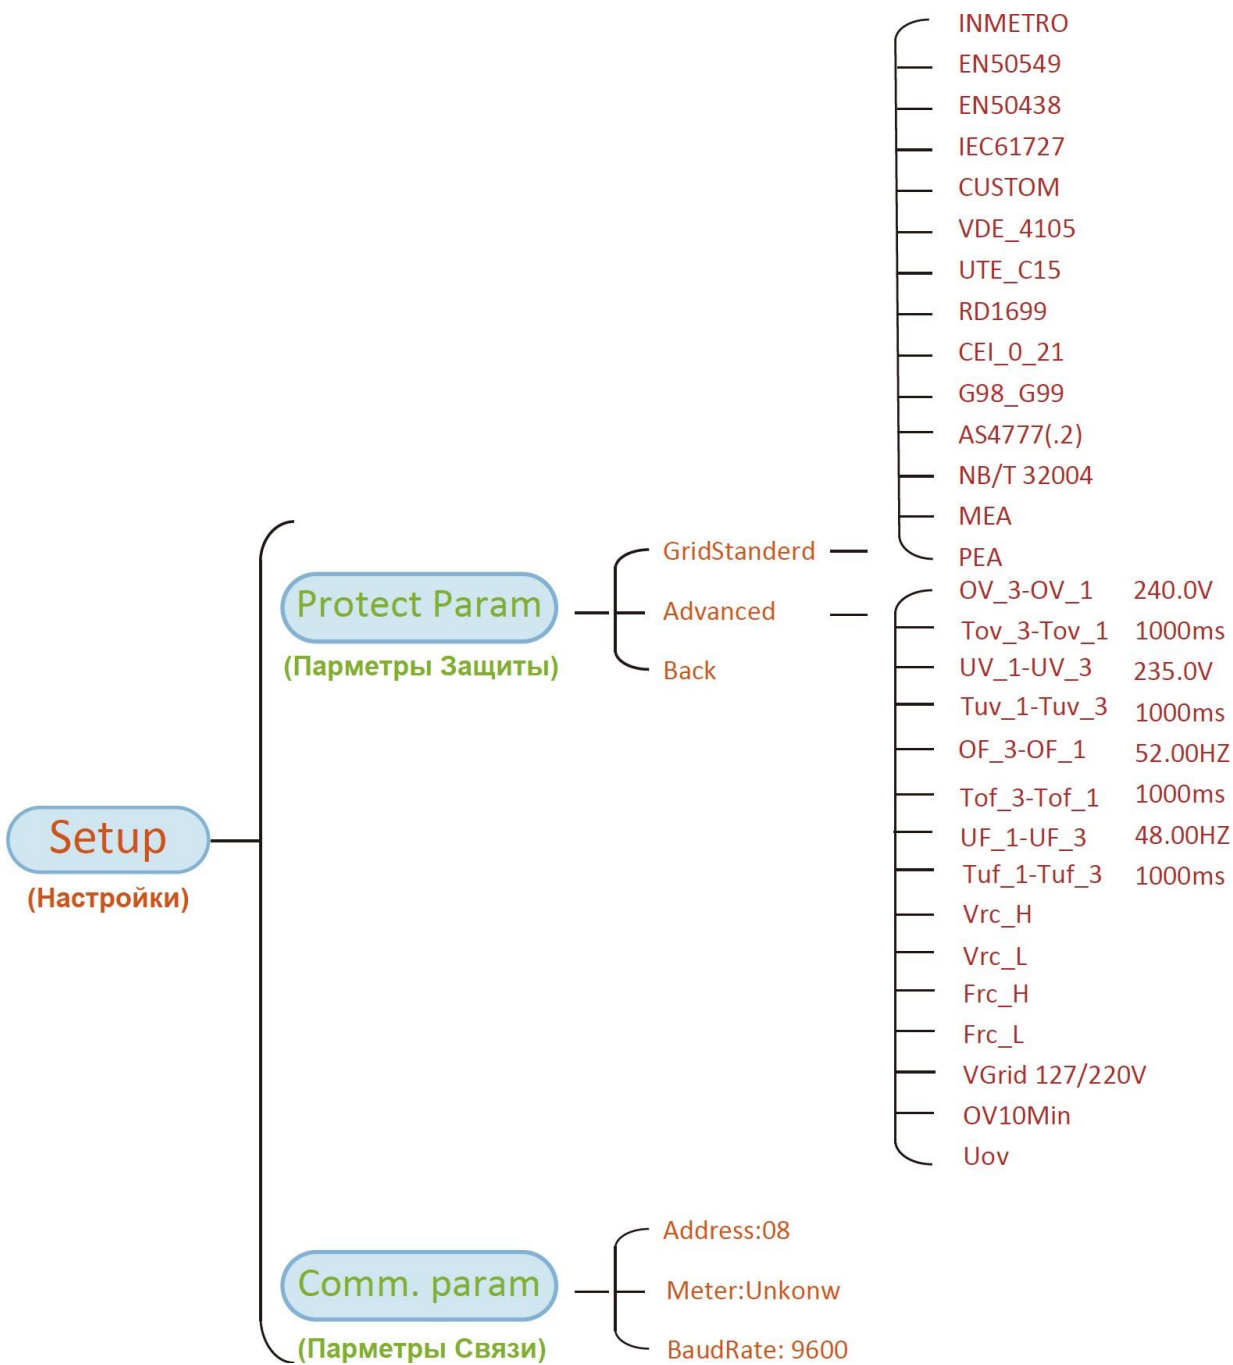 INMETRO
EN50549
EN50438
IEC61727
CUSTOM
VDE_4105
UTE_C15
RD1699
CEI_0_21
G98_G99
AS4777(.2)
NB/T 32004
MEA
PEA
GridStanderd
Protect Param
(Парметры Защиты)
Advanced
Back
OV_3-OV_1 240.0V
Tov_3-Tov_1 1000ms
UV_1-UV_3 235.0V
Tuv_1-Tuv_3 1000ms
OF_3-OF_1 52.00HZ
Tof_3-Tof_1 1000ms
UF_1-UF_3 48.00HZ
Tuf_1-Tuf_3 1000ms
Vrc_H
Vrc_L
Frc_H
Frc_L
VGrid 127/220V
OV10Min
Uov
Setup
(Настройки)
Comm. param
(Парметры Связи)
Address:08
Meter:Unkonw
BaudRate: 9600